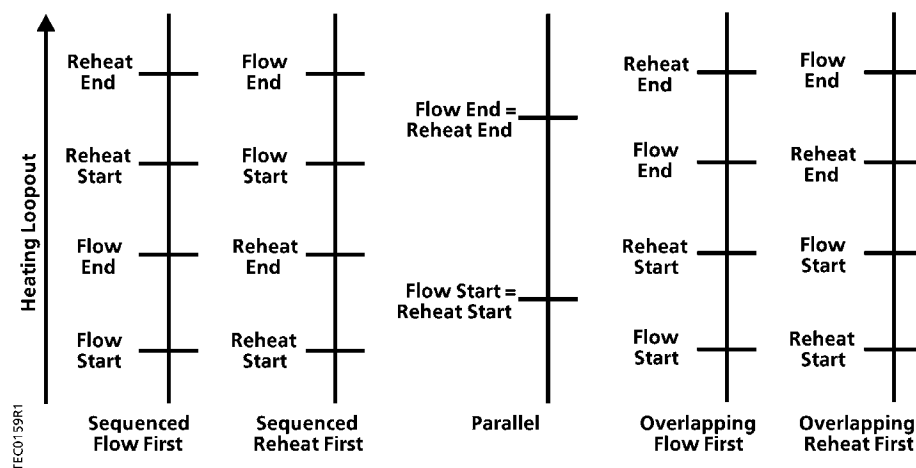 Heating Loopout
TEC0159R1
Reheat
End
Reheat
Start
Flow
End
Flow
Start
Sequenced
Flow First
Flow
End
Flow
Start
Reheat
End
Reheat
Start
Sequenced
Reheat First
Flow End =
Reheat End
Flow Start =
Reheat Start
Parallel
Reheat
End
Flow
End
Reheat
Start
Flow
Start
Overlapping
Flow First
Flow
End
Reheat
End
Flow
Start
Reheat
Start
Overlapping
Reheat First